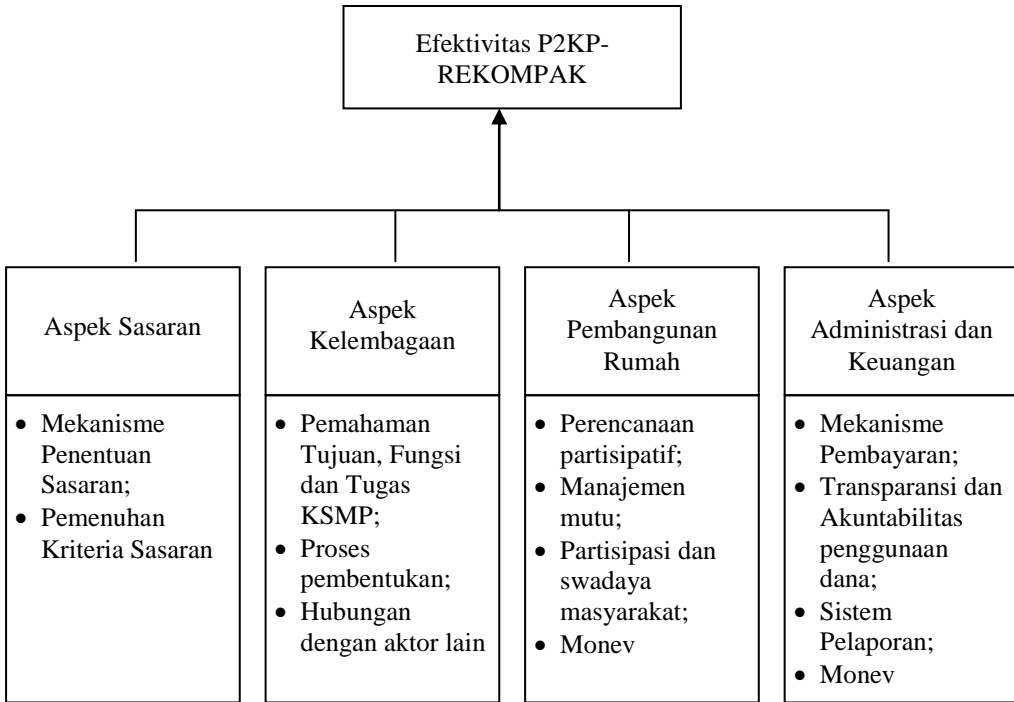 Efektivitas P2KP-
REKOMPAK
Aspek Sasaran
• Mekanisme
Penentuan
Sasaran;
• Pemenuhan
Kriteria Sasaran
Aspek
Kelembagaan
• Pemahaman
Tujuan, Fungsi
dan Tugas
KSMP;
• Proses
pembentukan;
• Hubungan
dengan aktor lain
Aspek
Pembangunan
Rumah
• Perencanaan
partisipatif;
• Manajemen
mutu;
• Partisipasi dan
swadaya
masyarakat;
• Monev
Aspek
Administrasi dan
Keuangan
• Mekanisme
Pembayaran;
• Transparansi dan
Akuntabilitas
penggunaan
dana;
• Sistem
Pelaporan;
• Monev